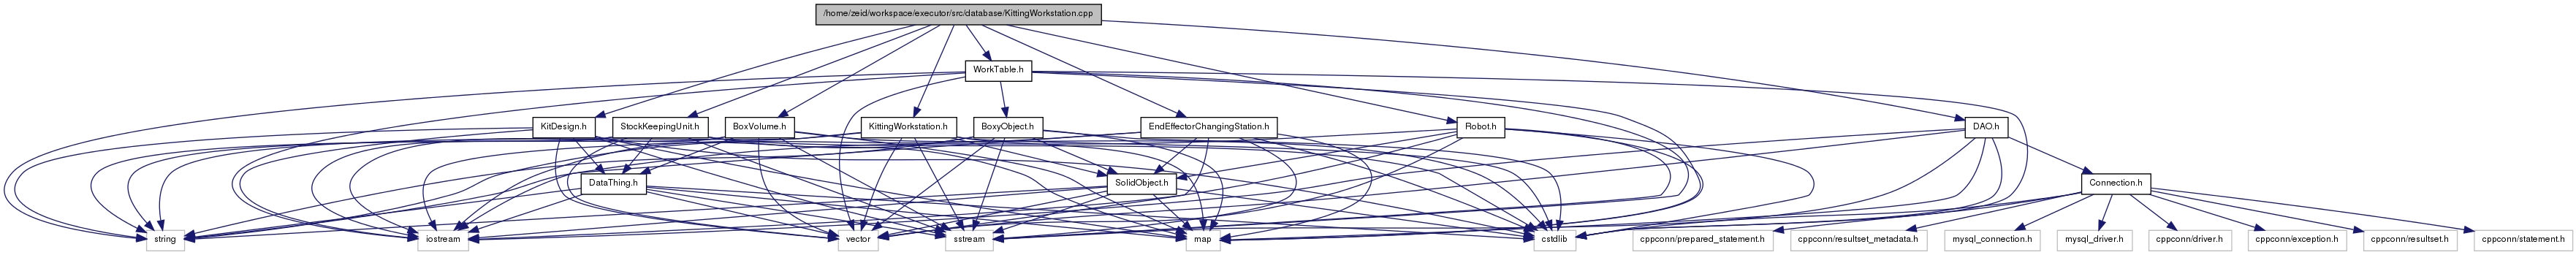 /home/zeid/workspace/executor/src/database/KittingWorkstation.cpp
WorkTable.h
KitDesign.h
StockKeepingUnit.h
BoxVolume.h
KittingWorkstation.h
BoxyObject.h
EndEffectorChangingStation.h
Robot.h
DAO.h
DataThing.h
SolidObject.h
Connection.h
string
iostream
vector
sstream
map
cstdlib
cppconn/prepared_statement.h
cppconn/resultset_metadata.h
mysql_connection.h
mysql_driver.h
cppconn/driver.h
cppconn/exception.h
cppconn/resultset.h
cppconn/statement.h